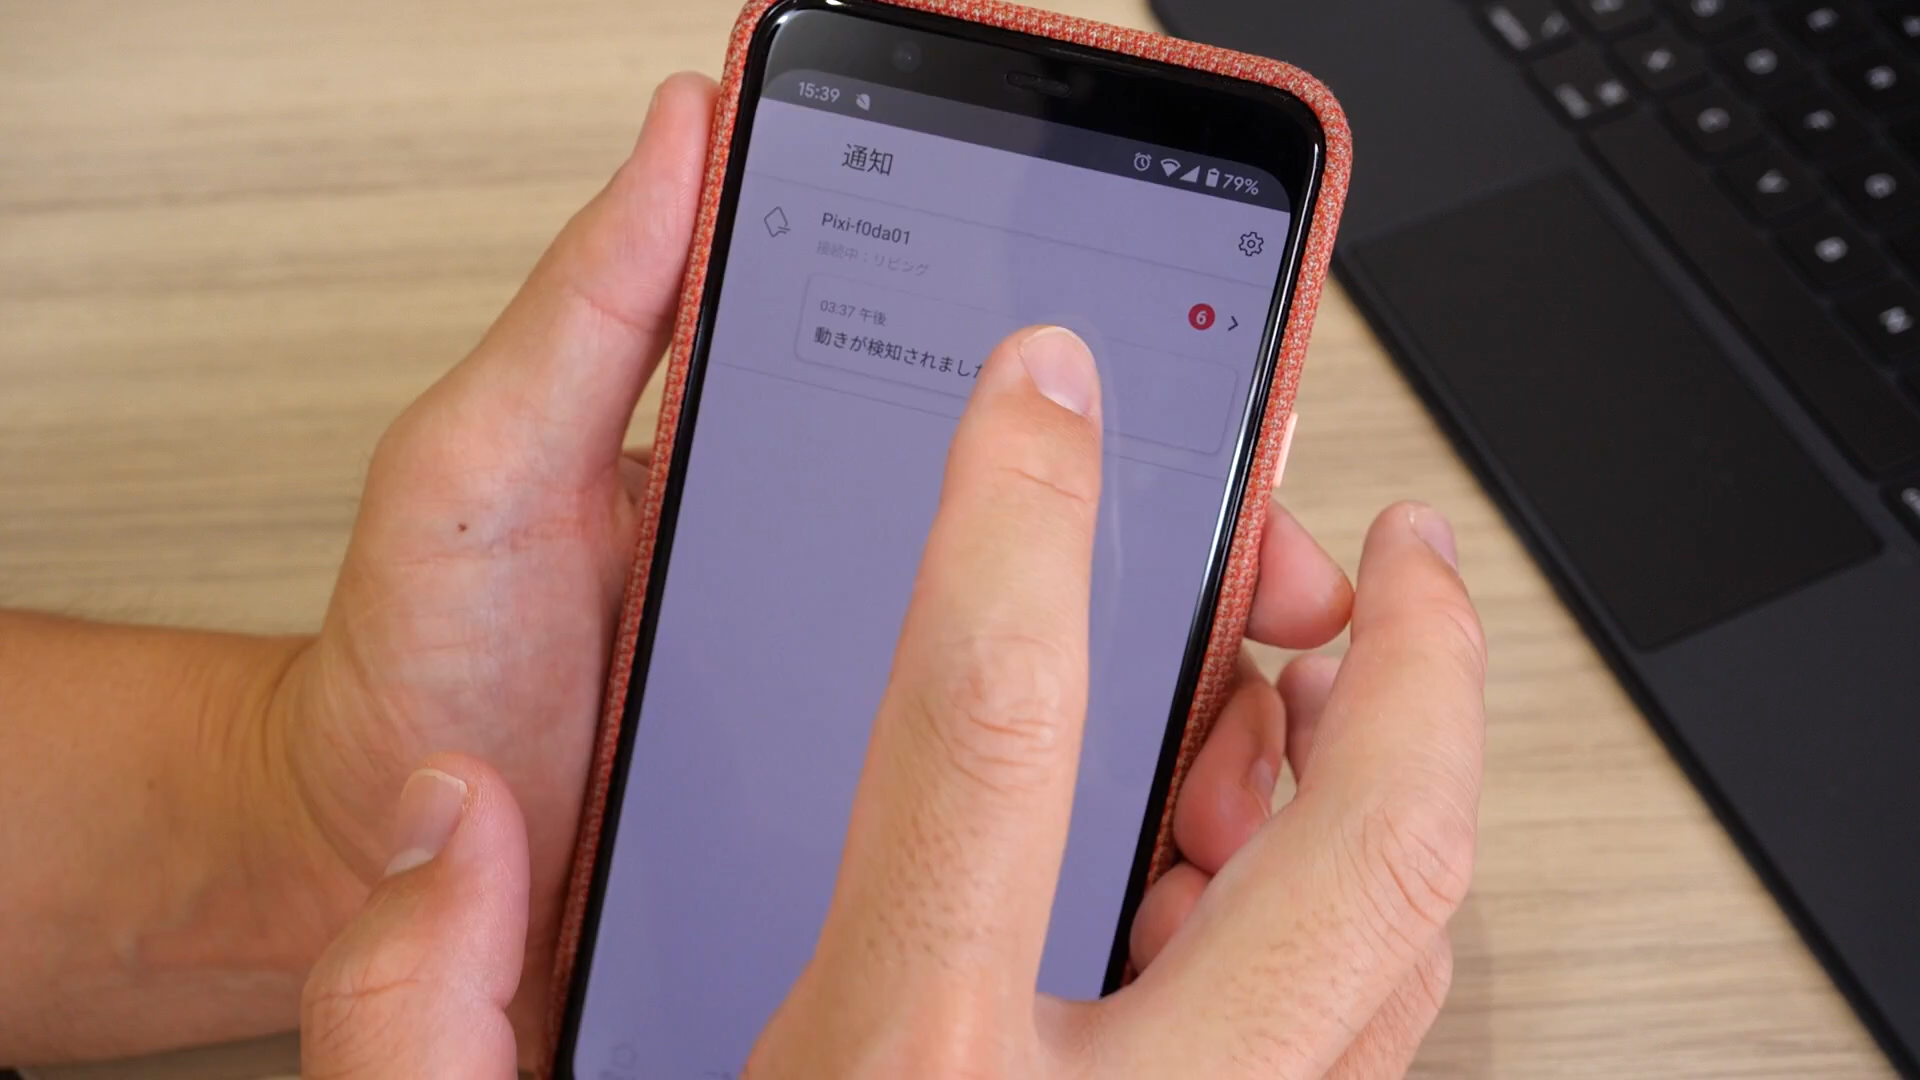 15:39
79%
通知
Pixi-f0da01
接続中：リビング
6
03:37 午後
動きが検知されまし